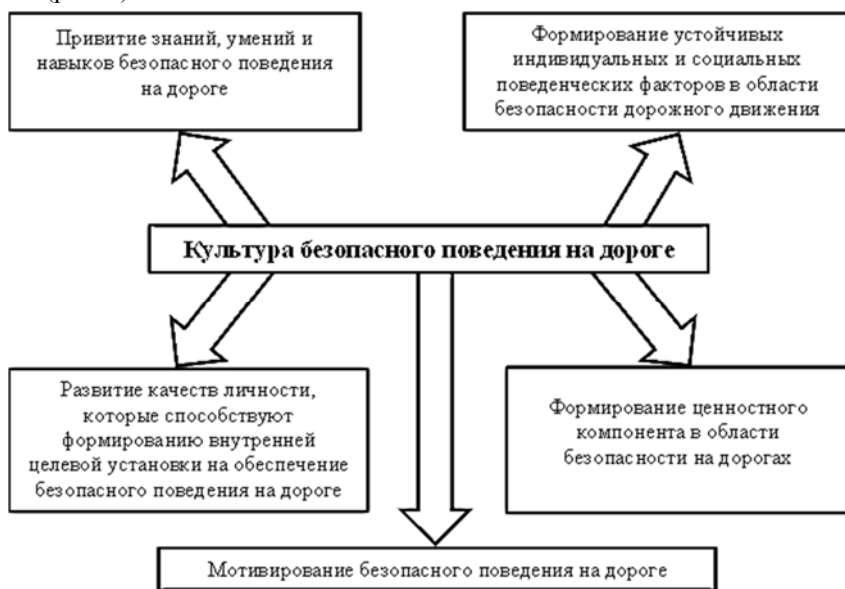 Привитие знаний, умений и
навыков безопасного поведения
на дороге
Формирование устойчивых
индивидуальных и социальных
поведенческих факторов в области
безопасности дорожного движения
Культура безопасного поведения на дороге
Развитие качеств личности,
которые способствуют
формированию внутренней
целевой установки на обеспечение
безопасного поведения на дороге
Формирование ценностного
компонента в области
безопасности на дорогах
Мотивирование безопасного поведения на дороге